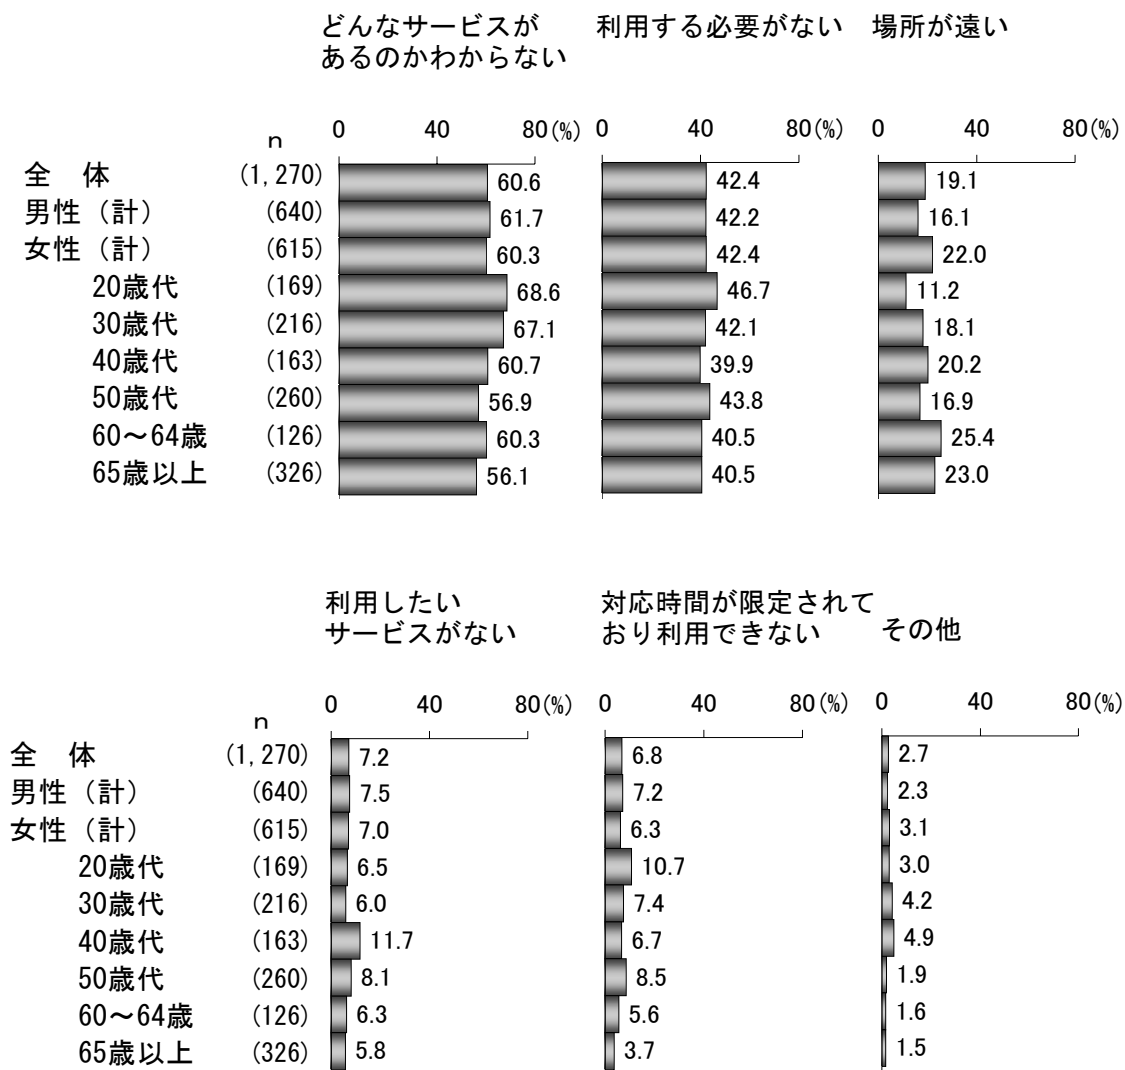 どんなサービスが 利用する必要がない 場所が遠い
あるのかわからない
n 0 40 80(%) 0 40 80(%) 0 40 80(%)
全 体 (1,270) 60.6 42.4 19.1
男性（計） (640) 61.7 42.2 16.1
女性（計） (615) 60.3 42.4 22.0
20歳代 (169) 68.6 46.7 11.2
30歳代 (216) 67.1 42.1 18.1
40歳代 (163) 60.7 39.9 20.2
50歳代 (260) 56.9 43.8 16.9
60～64歳 (126) 60.3 40.5 25.4
65歳以上 (326) 56.1 40.5 23.0
利用したい 対応時間が限定されて
サービスがない おり利用できない その他
n 0 40 80(%) 0 40 80(%) 0 40 80(%)
全 体 (1,270) 7.2 6.8 2.7
男性（計） (640) 7.5 7.2 2.3
女性（計） (615) 7.0 6.3 3.1
20歳代 (169) 6.5 10.7 3.0
30歳代 (216) 6.0 7.4 4.2
40歳代 (163) 11.7 6.7 4.9
50歳代 (260) 8.1 8.5 1.9
60～64歳 (126) 6.3 5.6 1.6
65歳以上 (326) 5.8 3.7 1.5